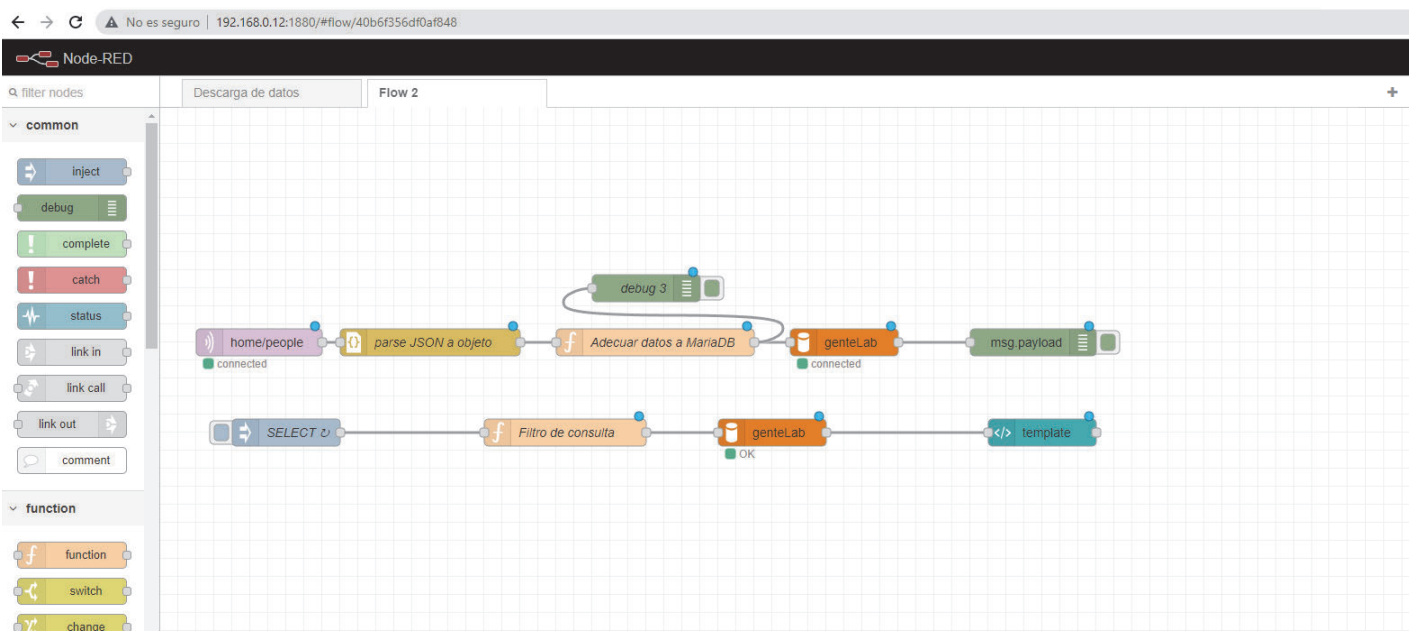 No es seguro | 192.168.0.12:1880/#flow/40b6f356df0af848
Node-RED
filter nodes
Descarga de datos
Flow 2
common
inject
debug
complete
catch
status
link in
link call
link out
comment
function
function
switch
change
debug 3
home/people
parse JSON a objeto
Adecuar datos a MariaDB
genteLab
msg.payload
connected
connected
SELECT ↻
Filtro de consulta
genteLab
template
OK